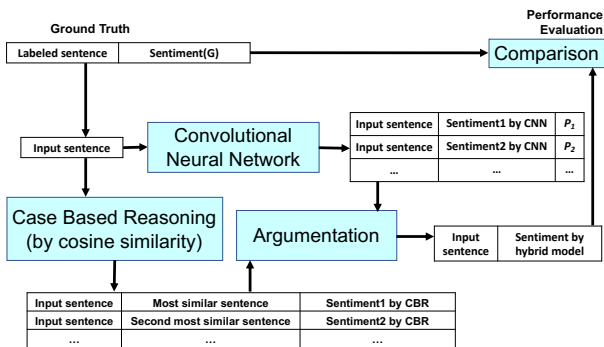 Ground Truth
Performance
Evaluation
Labeled sentence Sentiment(G)
Comparison
Input sentence
Convolutional
Neural Network
Input sentence Sentiment1 by CNN P1
Input sentence Sentiment2 by CNN P2
... ... ...
Case Based Reasoning
(by cosine similarity)
Argumentation
Input
sentence
Sentiment by
hybrid model
Input sentence Most similar sentence Sentiment1 by CBR
Input sentence Second most similar sentence Sentiment2 by CBR
... ... ...